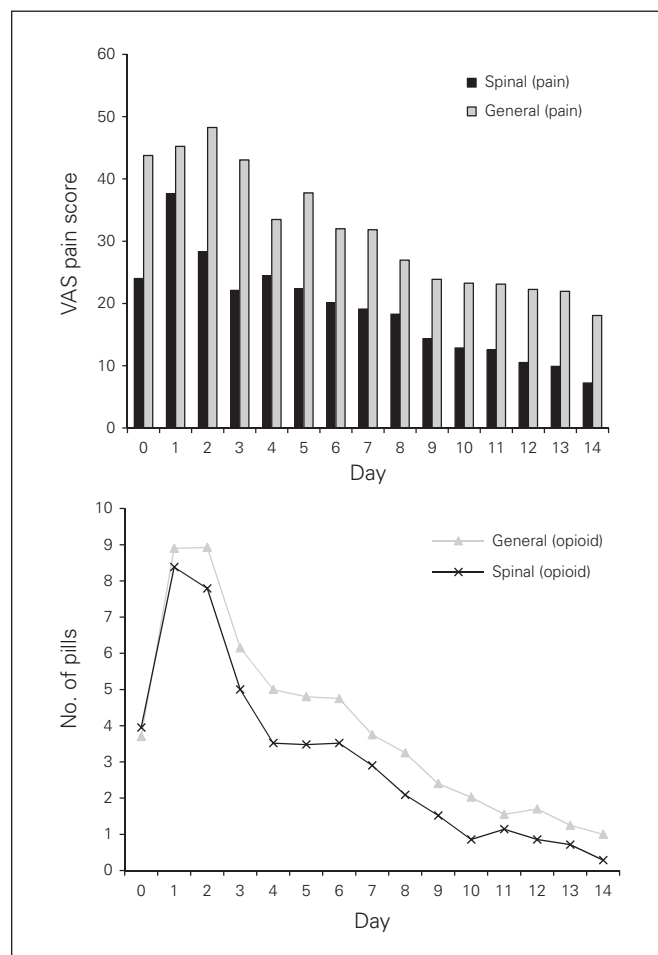 60
50
40
30
20
10
0
VAS pain score
Spinal (pain)
General (pain)
0 1 2 3 4 5 6 7 8 9 10 11 12 13 14
Day
10
9
8
7
6
5
4
3
2
1
0
No. of pills
General (opioid)
Spinal (opioid)
0 1 2 3 4 5 6 7 8 9 10 11 12 13 14
Day